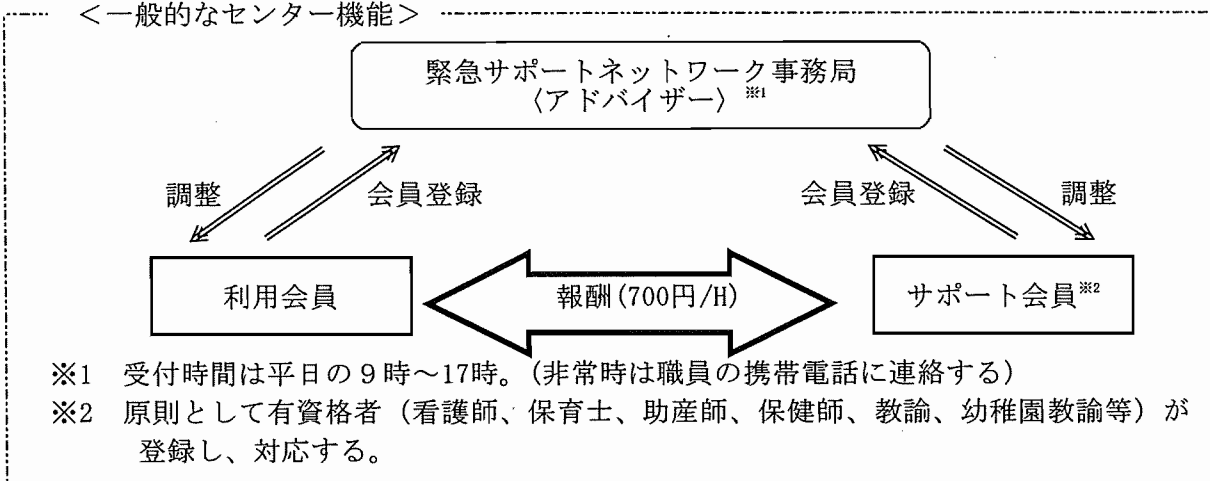 ＜一般的なセンター機能＞
緊急サポートネットワーク事務局
〈アドバイザー〉※1
調整 会員登録 会員登録 調整
利用会員 報酬(700円/H) サポート会員※2
※1 受付時間は平日の９時～17時。(非常時は職員の携帯電話に連絡する)
※2 原則として有資格者（看護師、保育士、助産師、保健師、教諭、幼稚園教諭等）が
登録し、対応する。